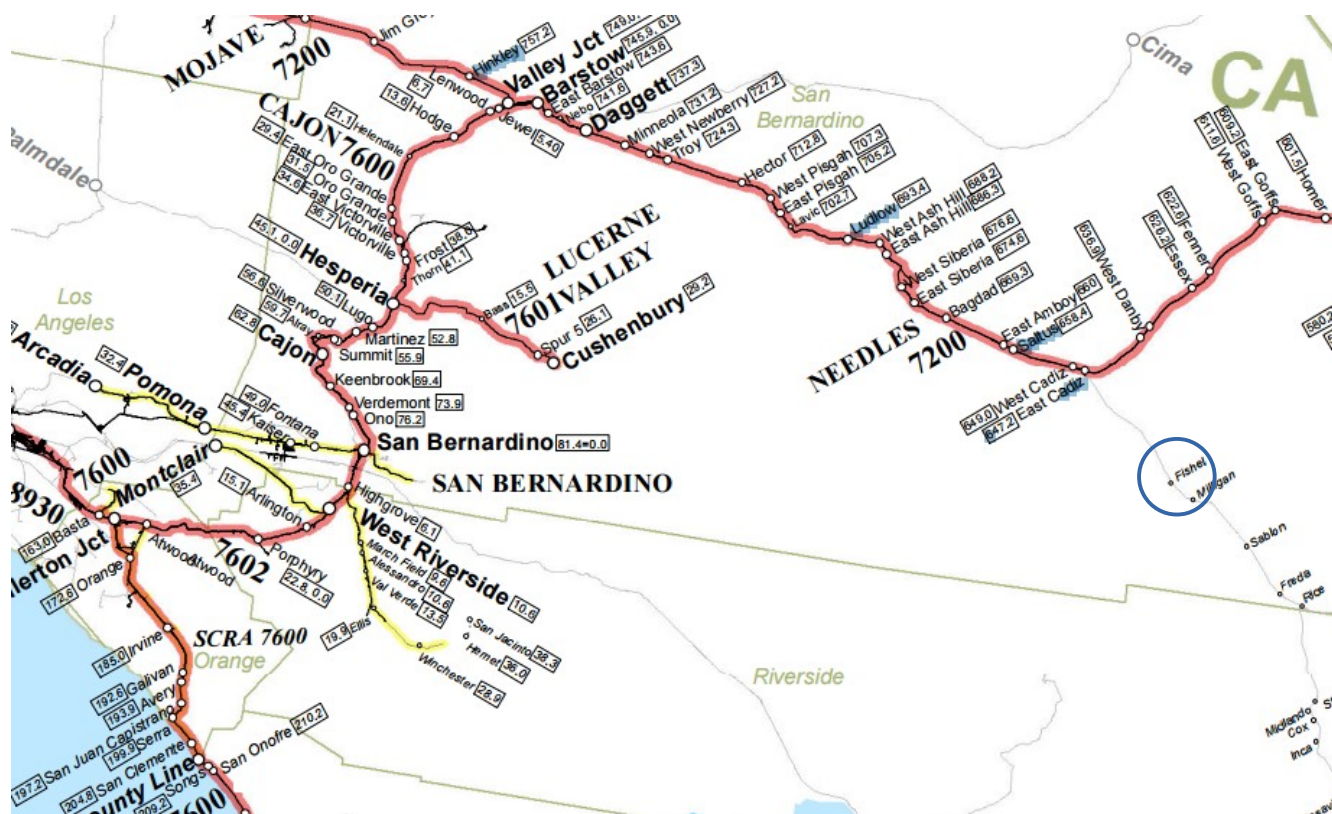 MOJAVE
7200
Hinkley 757.2
Valley Jct
Barstow 745.9, 0.0
East Barstow 743.6
Nebo 741.6
Daggett 737.3
Minneola 731.2
West Newberry 727.2
Troy 724.3
San
Bernardino
Cima
CA
Palmdale
CAJON 7600
Lenwood 6.7
13.6 Hodge
Jewel 5.40
21.1 Helendale
29.4 East Oro Grande
31.5 Oro Grande
34.6 East Victorville
36.7 Victorville
Frost 38.6
Thorn 41.1
45.1, 0.0
Hesperia
LUCERNE
7601 VALLEY
Bass 15.5
Spur 5 26.1
Cushenbury 29.2
50.1 Lugo
56.6 Silverwood
59.7 Alray
62.8
Cajon
Martinez 52.8
Summit 55.9
Keenbrook 69.4
Verdemont 73.9
Ono 76.2
San Bernardino 81.4=0.0
SAN BERNARDINO
Hector 712.8
West Pisgah 707.3
East Pisgah 705.2
Lavic 702.7
Ludlow 693.4
West Ash Hill 688.2
East Ash Hill 686.3
West Siberia 676.6
East Siberia 674.6
Bagdad 669.3
East Amboy 660
Saltus 658.4
NEEDLES
7200
649.0 West Cadiz
647.2 East Cadiz
636.9 West Danby
626.2 Essex
622.6 Fenner
611.6 West Goffs
609.2 East Goffs
601.5 Homer
Fishel
Milligan
Sablon
Freda
Rice
Midland
Cox
Inca
Los
Angeles
Arcadia
32.4
Pomona
49.0 Fontana
45.4 Kaiser
Montclair
35.4
7600
8930
15.1 Arlington
Highgrove 6.1
West Riverside 10.6
March Field 9.6
Alessandro 10.6
Val Verde 13.5
19.9 Ellis
San Jacinto 38.3
Hemet 36.0
Winchester 28.9
163.0 Basta
llerton Jct
Atwood
Atwood
7602
Porphyry
22.8, 0.0
172.6 Orange
SCRA 7600
Orange
Riverside
185.0 Irvine
192.6 Galivan
193.9 Avery
197.2 San Juan Capistrano
199.9 Serra
204.8 San Clemente
209.2 Songs
San Onofre 210.2
ounty Line
7600